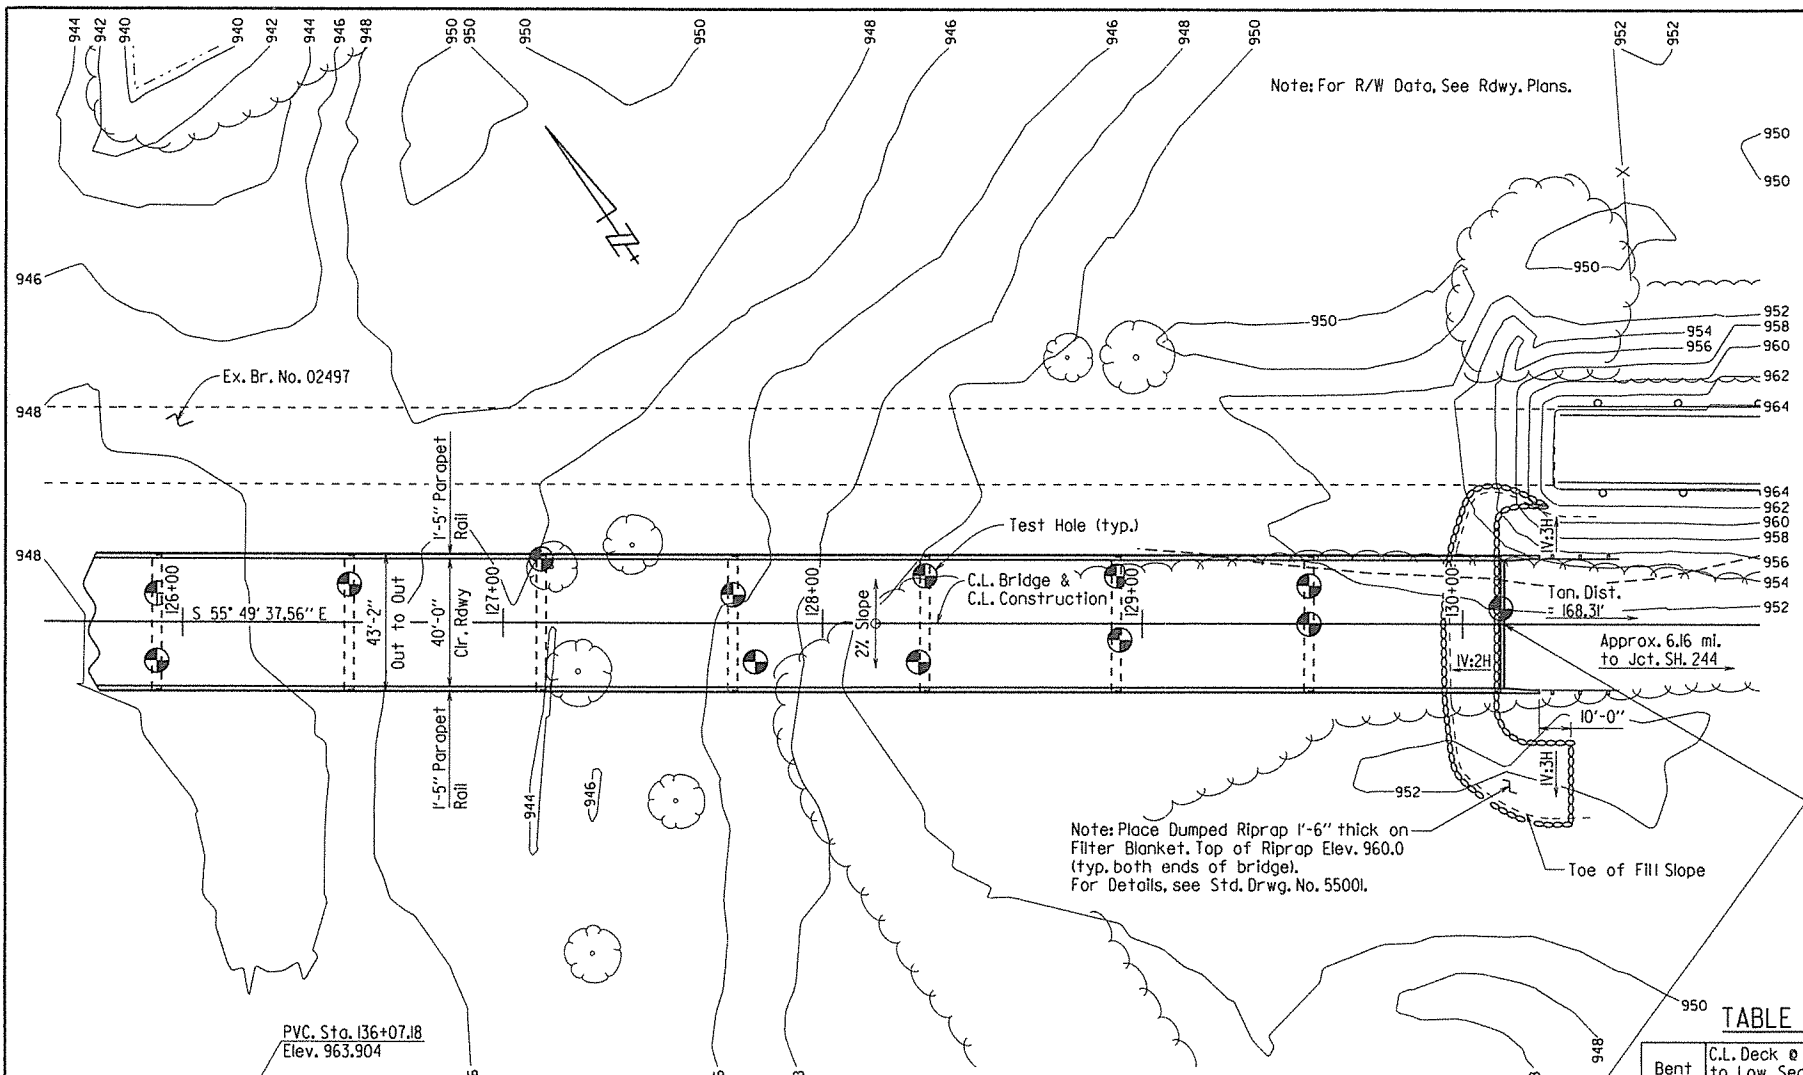 944 942 940 940 942 944 946 948 950 950 950 950 948 946 946 948 950 952 952
Note: For R/W Data, See Rdwy. Plans.
950
X
950
950
946
950
952
954
958
956
960
962
Ex. Br. No. 02497
948
964
1'-5" Parapet
Rail
964
962
960
958
956
954
952
948
Test Hole (typ.)
1V:3H
C.L. Bridge &
C.L. Construction
126+00
127+00
128+00
129+00
130+00
S 55° 49' 37.56" E
43'-2"
Out to Out
40'-0"
Clr. Rdwy
2% Slope
Tan. Dist.
= 168.31'
Approx. 6.16 mi.
to Jct. SH. 244
1V:2H
10'-0"
1V:3H
1'-5" Parapet
Rail
944
946
952
Note: Place Dumped Riprap 1'-6" thick on
Filter Blanket. Top of Riprap Elev. 960.0
(typ. both ends of bridge).
For Details, see Std. Drwg. No. 55001.
Toe of Fill Slope
950
948
PVC. Sta. 136+07.18
Elev. 963.904
TABLE
Bent
C.L. Deck @
to Low Seg